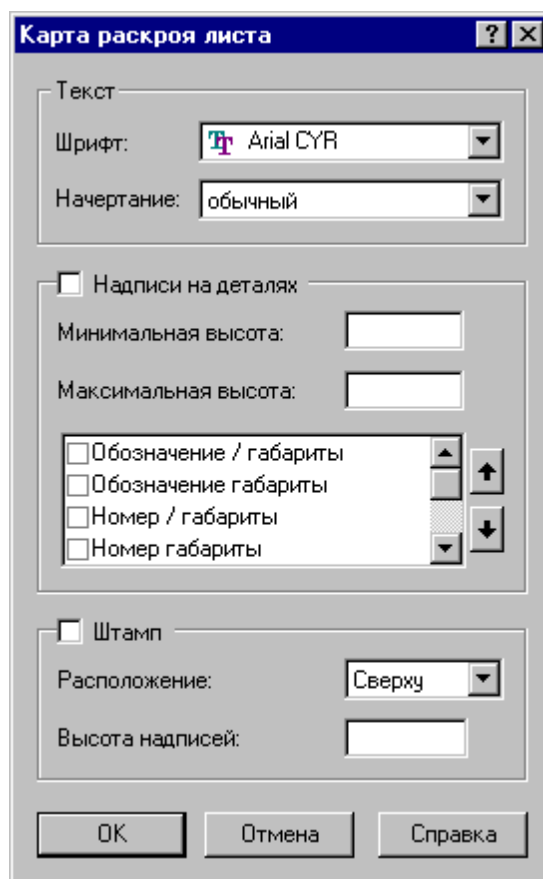 Карта раскроя листа
Текст
Шрифт: Arial CYR
Начертание: обычный
Надписи на деталях
Минимальная высота:
Максимальная высота:
Обозначение / габариты
Обозначение габариты
Номер / габариты
Номер габариты
Штамп
Расположение: Сверху
Высота надписей:
OK Отмена Справка